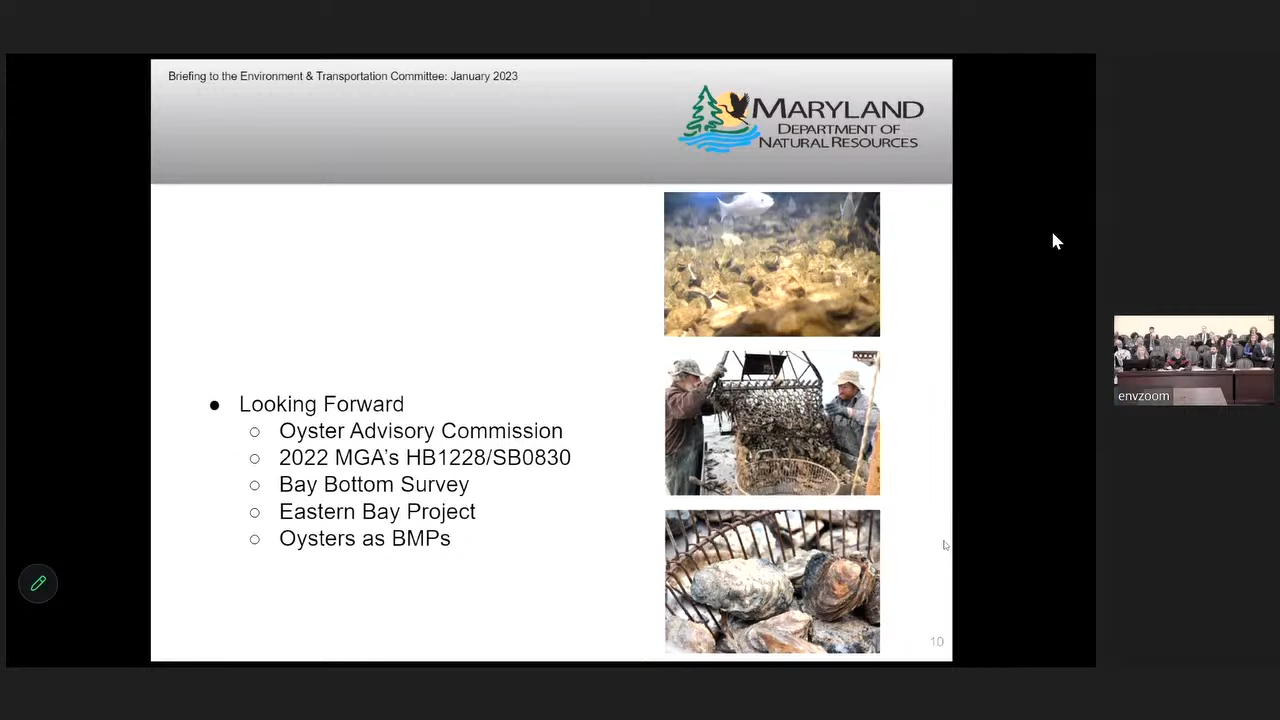 Briefing to the Environment & Transportation Committee: January 2023
MARYLAND
DEPARTMENT OF
NATURAL RESOURCES
● Looking Forward
○ Oyster Advisory Commission
○ 2022 MGA's HB1228/SB0830
○ Bay Bottom Survey
○ Eastern Bay Project
○ Oysters as BMPs
10
envzoom